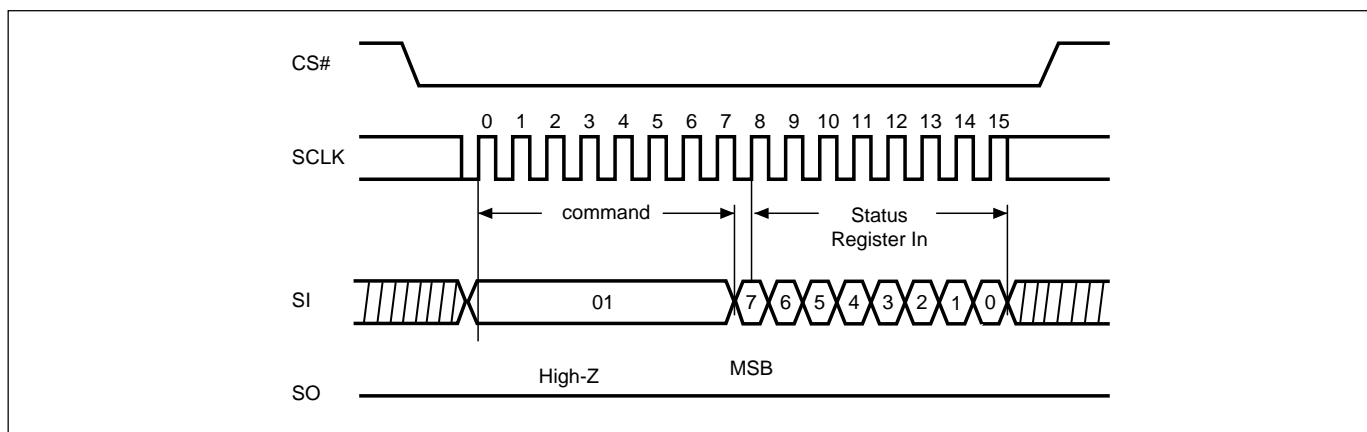 CS#
0 1 2 3 4 5 6 7 8 9 10 11 12 13 14 15
SCLK
command
Status
Register In
SI
01
7 6 5 4 3 2 1 0
High-Z
MSB
SO